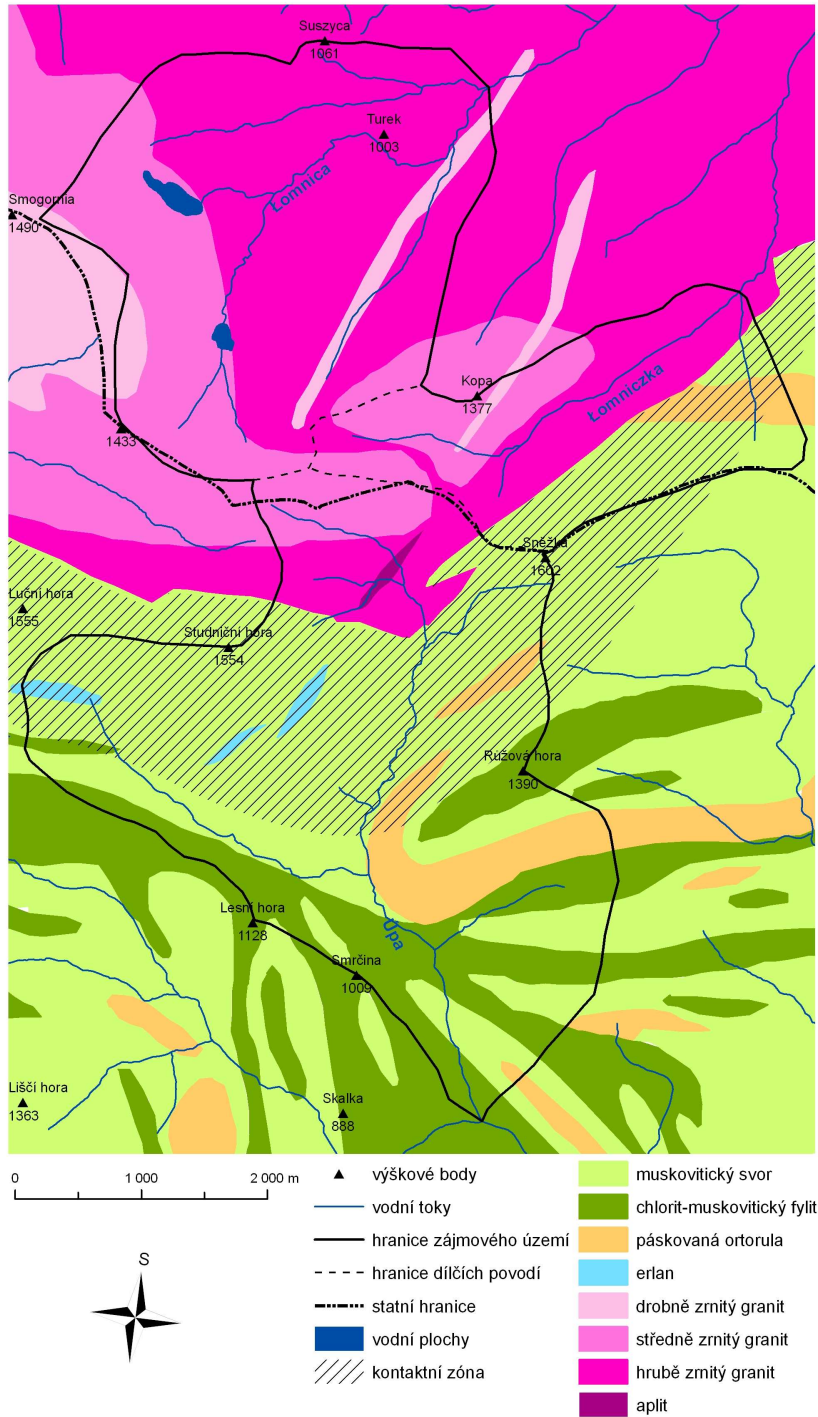 Suszyca
1061
Turek
1003
Łomnica
Smogornia
1490
Kopa
1377
Łomniczka
1433
Sněžka
1602
Luční hora
1555
Studniční hora
1554
Růžová hora
1390
Lesní hora
1128
Úpa
Smrčina
1009
Liščí hora
1363
Skalka
888
0 1 000 2 000 m
S
výškové body
vodní toky
hranice zájmového území
hranice dílčích povodí
statní hranice
vodní plochy
kontaktní zóna
muskovitický svor
chlorit-muskovitický fylit
páskovaná ortorula
erlan
drobně zrnitý granit
středně zrnitý granit
hrubě zrnitý granit
aplit